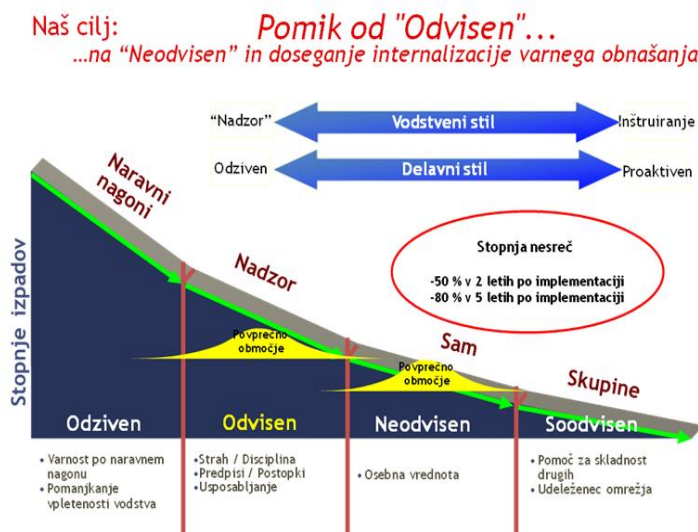 Naš cilj:
Pomik od "Odvisen"...
...na “Neodvisen” in doseganje internalizacije varnega obnašanja
“Nadzor”
Vodstveni stil
Inštruiranje
Odziven
Delavni stil
Proaktiven
Naravni
nagoni
Nadzor
Sam
Skupine
Stopnja nesreč
-50 % v 2 letih po implementaciji
-80 % v 5 letih po implementaciji
Stopnje izpadov
Povprečno
območje
Povprečno
območje
Odziven
Odvisen
Neodvisen
Soodvisen
• Varnost po naravnem
nagonu
• Pomanjkanje
vpletenosti vodstva
• Strah / Disciplina
• Predpisi / Postopki
• Usposabljanje
• Osebna vrednota
• Pomoč za skladnost
drugih
• Udeleženec omrežja